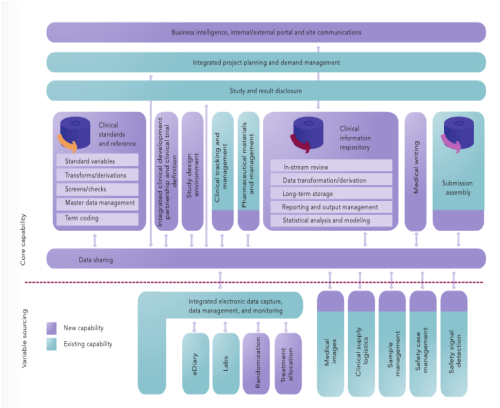 Business intelligence, internal/external portal and site communications
Integrated project planning and demand management
Study and result disclosure
Clinical
standards
and reference
Standard variables
Transforms/derivations
Screens/checks
Master data management
Term coding
Integrated clinical development
partnership and clinical trial
definition
Study design
environment
Clinical tracking and
management
Pharmaceutical materials
and management
Clinical
information
respository
In-stream review
Data transformation/derivation
Long-term storage
Reporting and output management
Statistical analysis and modeling
Medical writing
Submission
assembly
Core capability
Data sharing
Variable sourcing
New capability
Existing capability
Integrated electronic data capture,
data management, and monitoring
eDiary
Labs
Randomization
Treatment
allocation
Medical
images
Clinical supply
logistics
Sample
management
Safety case
management
Safety signal
detection